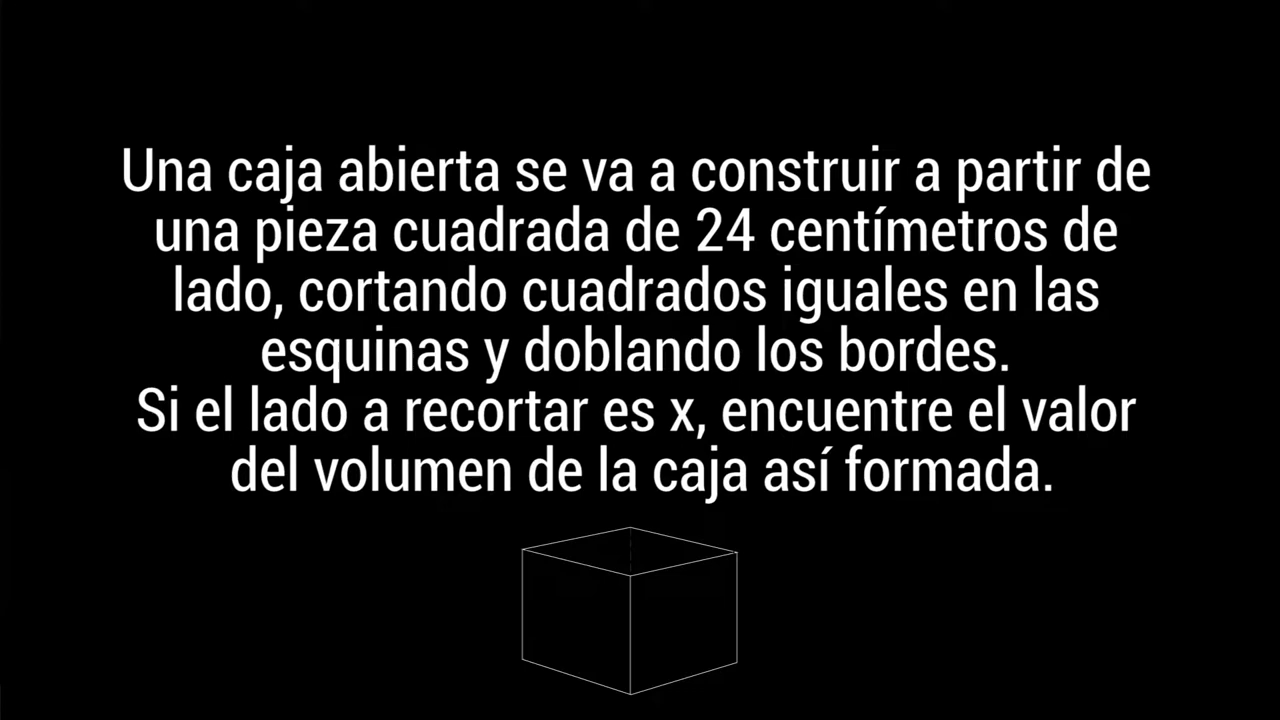 Una caja abierta se va a construir a partir de
una pieza cuadrada de 24 centímetros de
lado, cortando cuadrados iguales en las
esquinas y doblando los bordes.
Si el lado a recortar es x, encuentre el valor
del volumen de la caja así formada.